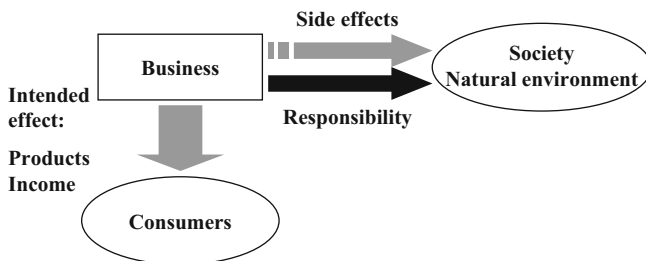 Side effects
Business
Society
Natural environment
Responsibility
Intended
effect:
Products
Income
Consumers